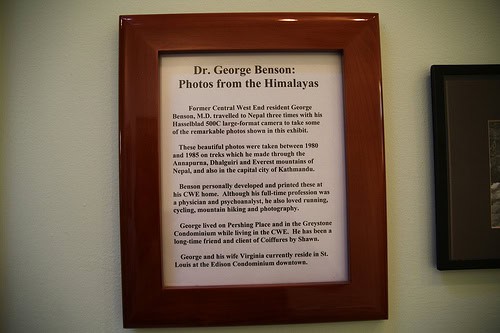 Dr. George Benson:
Photos from the Himalayas
Former Central West End resident George
Benson, M.D. travelled to Nepal three times with his
Hasselblad 500C large-format camera to take some
of the remarkable photos shown in this exhibit.
These beautiful photos were taken between 1980
and 1985 on treks which he made through the
Annapurna, Dhalguiri and Everest mountains of
Nepal, and also in the capital city of Kathmandu.
Benson personally developed and printed these at
his CWE home. Although his full-time profession was
a physician and psychoanalyst, he also loved running,
cycling, mountain hiking and photography.
George lived on Pershing Place and in the Greystone
Condominium while living in the CWE. He has been a
long-time friend and client of Coiffures by Shawn.
George and his wife Virginia currently reside in St.
Louis at the Edison Condominium downtown.